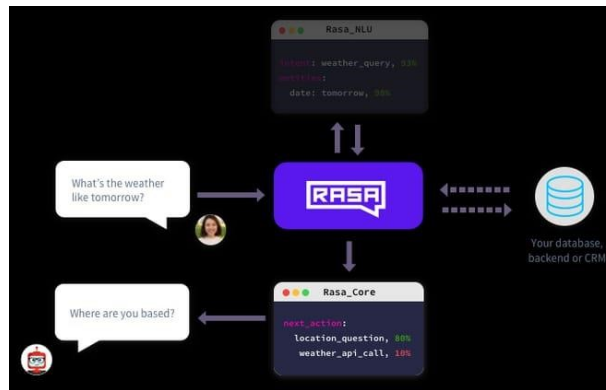 Rasa_NLU
intent: weather_query, 93%
entities:
date: tomorrow, 98%
What's the weather
like tomorrow?
RASA
Your database,
backend or CRM
Rasa_Core
Where are you based?
next_action:
location_question, 80%
weather_api_call, 10%